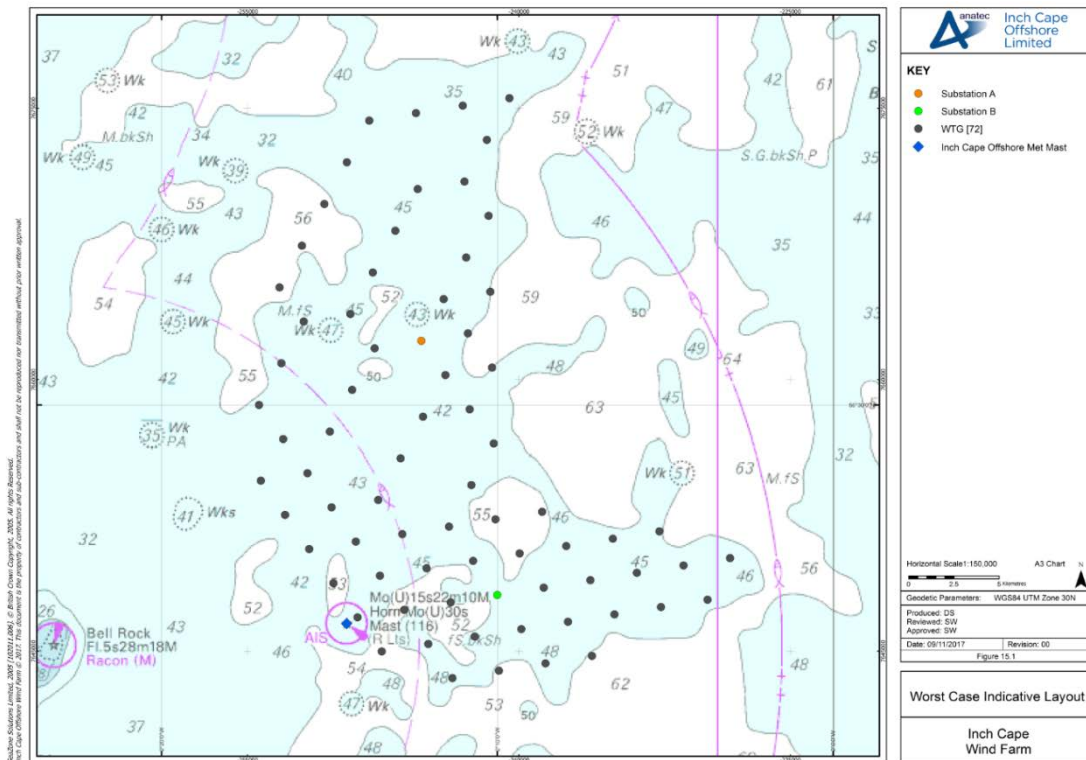 anatec
Inch Cape
Offshore
Limited
KEY
Substation A
Substation B
WTG [72]
Inch Cape Offshore Met Mast
37
32
Wk 43
43
51
42
61
S
53 Wk
40
35
59
47
42
34
32
52 Wk
M.bkSh
Wk 49
45
Wk 39
S.G.bkSh.P
35
55
43
56
45
46
44
46 Wk
35
44
54
52
59
M.fS
45
43 Wk
50
45 Wk
Wk 47
49
64
43
42
55
50
48
45
63
42
Wk
35
PA
43
Wk 51
63
32
M.fS
41 Wks
55
46
32
45
56
42
53
45
46
52
Mo(U)15s22m10M
Horn Mo(U)30s
Mast (116)
(R Lts)
AIS
52
fS.bkSh
26
43
Bell Rock
Fl.5s28m18M
Racon (M)
46
54
48
48
48
62
48
47 Wk
53
50
37
48
Horizontal Scale1:150,000
A3 Chart
N
0 2.5 5 Kilometres
Geodetic Parameters: WGS84 UTM Zone 30N
Produced: DS
Reviewed: SW
Approved: SW
Date: 09/11/2017
Revision: 00
Figure 15.1
Worst Case Indicative Layout
Inch Cape
Wind Farm